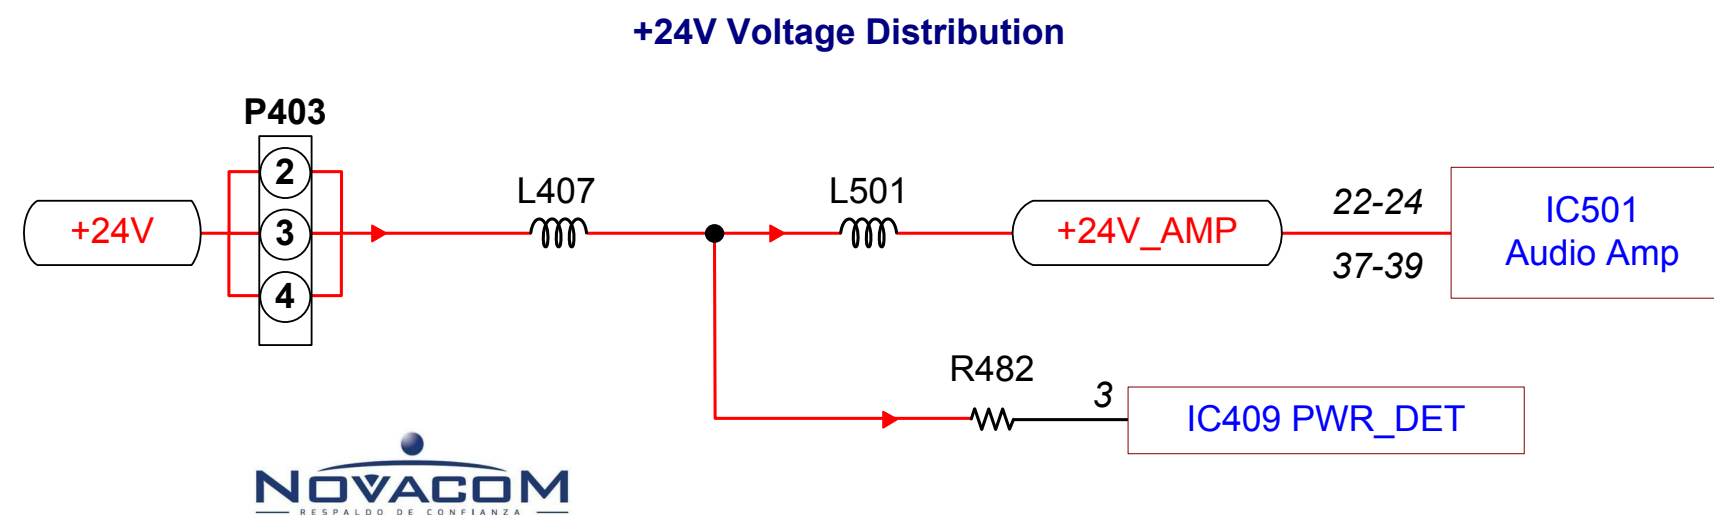 +24V Voltage Distribution
P403
2
+24V
3
4
L407
L501
+24V_AMP
22-24
37-39
IC501
Audio Amp
R482
3
IC409 PWR_DET
NOVACOM
RESPALDO DE CONFIANZA